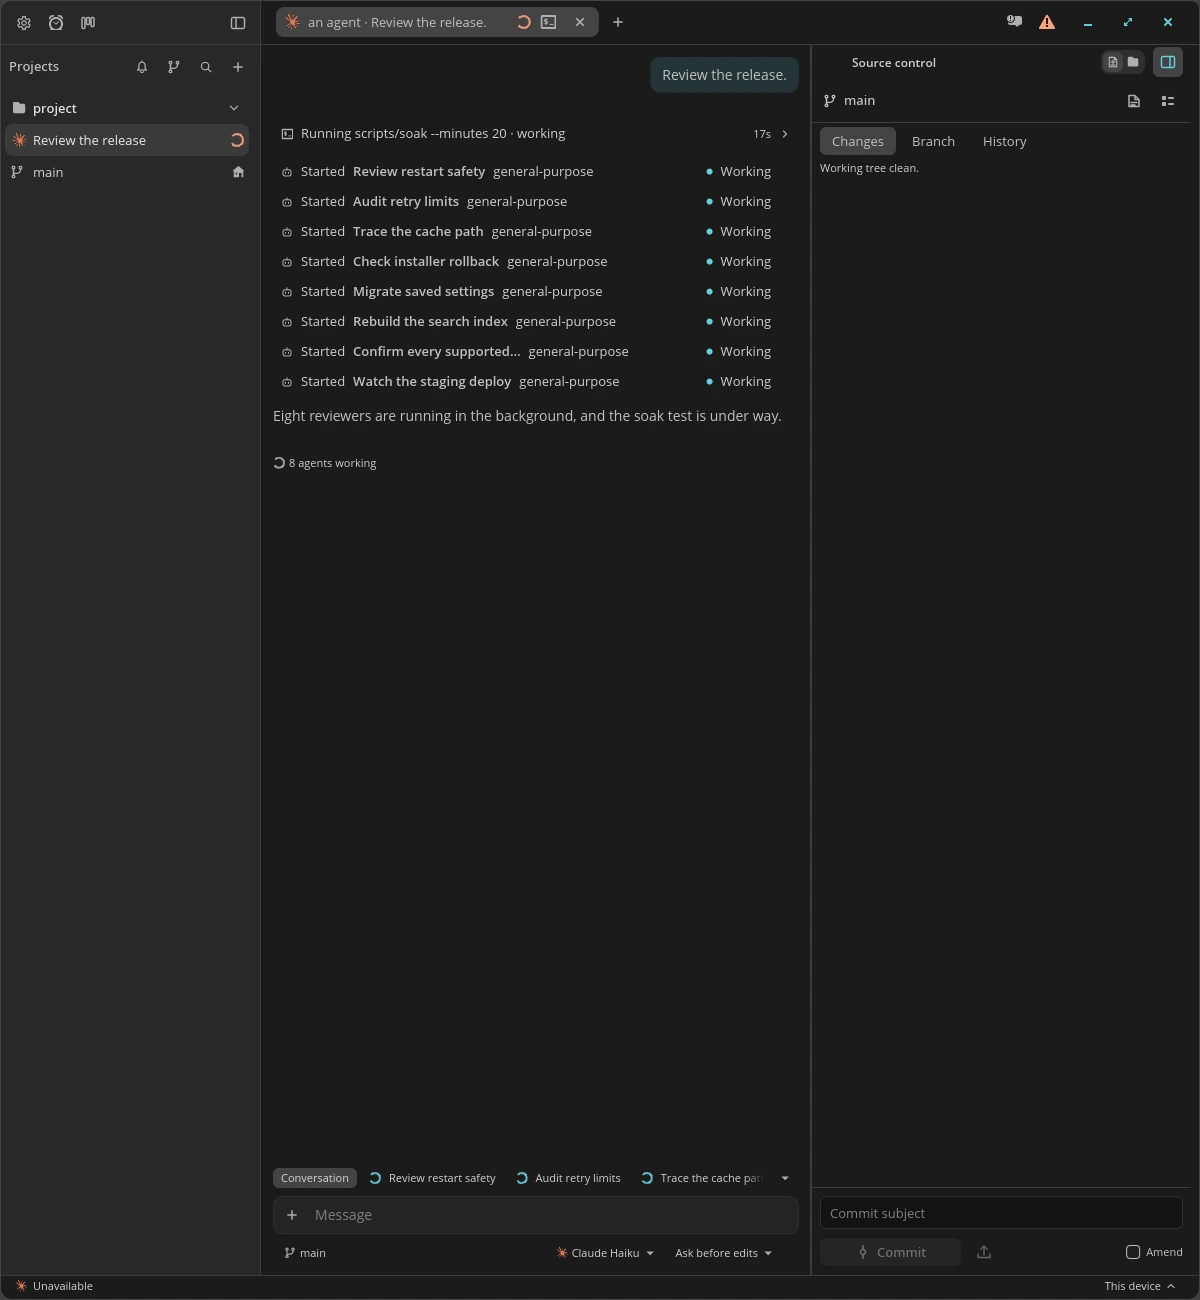 an agent · Review the release.
Projects
project
Review the release
main
Review the release.
Running scripts/soak --minutes 20 · working 17s
Started Review restart safety general-purpose Working
Started Audit retry limits general-purpose Working
Started Trace the cache path general-purpose Working
Started Check installer rollback general-purpose Working
Started Migrate saved settings general-purpose Working
Started Rebuild the search index general-purpose Working
Started Confirm every supported... general-purpose Working
Started Watch the staging deploy general-purpose Working
Eight reviewers are running in the background, and the soak test is under way.
8 agents working
Conversation Review restart safety Audit retry limits Trace the cache pat
Message
main Claude Haiku Ask before edits
Source control
main
Changes Branch History
Working tree clean.
Commit subject
Commit Amend
Unavailable This device